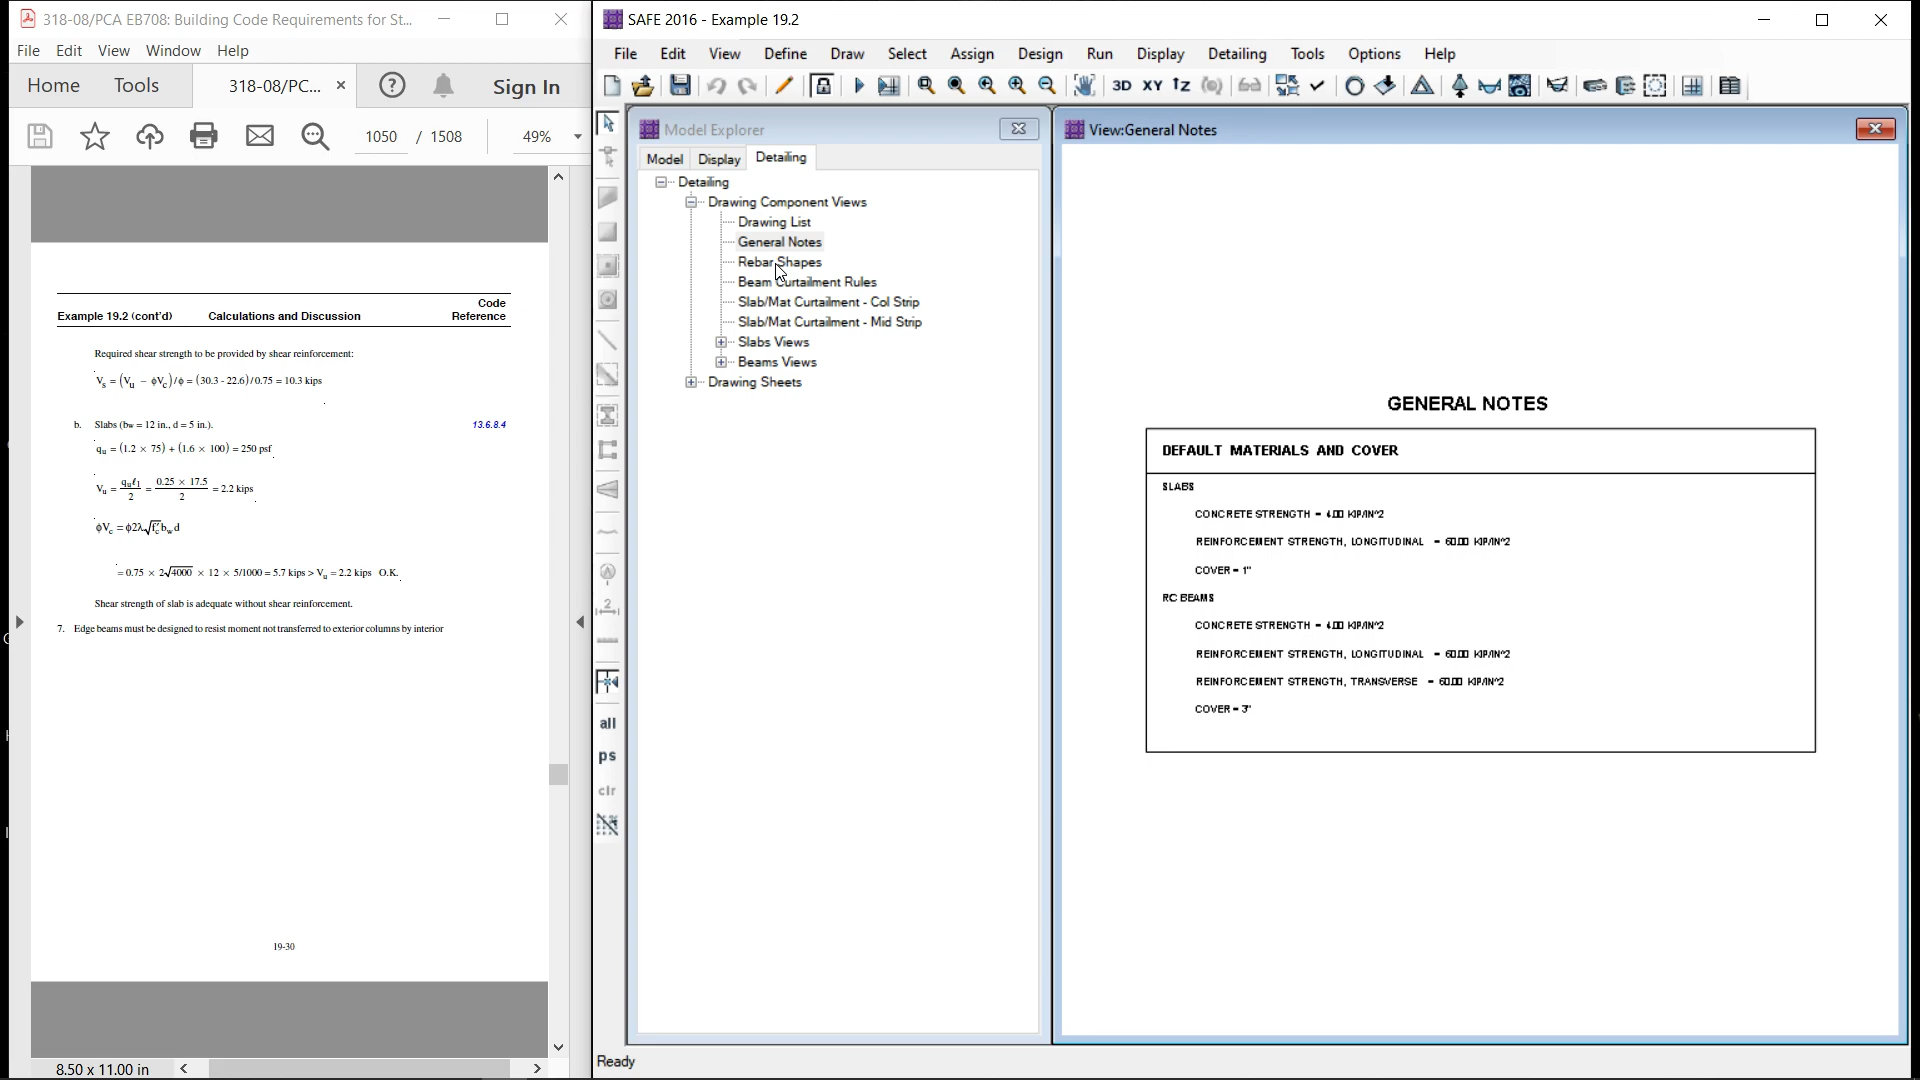 318-08/PCA EB708: Building Code Requirements for St...
File Edit View Window Help
Home Tools 318-08/PC... × Sign In
1050 / 1508 49%
Example 19.2 (cont'd) Calculations and Discussion Code Reference
Required shear strength to be provided by shear reinforcement:
Vs = (Vu − ϕVc)/ϕ = (30.3 - 22.6)/0.75 = 10.3 kips
b. Slabs (bw = 12 in., d = 5 in.). 13.6.8.4
qu = (1.2 × 75) + (1.6 × 100) = 250 psf
Vu = quℓ1/2 = 0.25 × 17.5/2 = 2.2 kips
ϕVc = ϕ2λ√f'c bwd
= 0.75 × 2√4000 × 12 × 5/1000 = 5.7 kips > Vu = 2.2 kips O.K.
Shear strength of slab is adequate without shear reinforcement.
7. Edge beams must be designed to resist moment not transferred to exterior columns by interior
19-30
8.50 x 11.00 in
SAFE 2016 - Example 19.2
File Edit View Define Draw Select Assign Design Run Display Detailing Tools Options Help
3D XY
Model Explorer
Model Display Detailing
Detailing
Drawing Component Views
Drawing List
General Notes
Rebar Shapes
Beam Curtailment Rules
Slab/Mat Curtailment - Col Strip
Slab/Mat Curtailment - Mid Strip
Slabs Views
Beams Views
Drawing Sheets
all
ps
clr
View:General Notes
GENERAL NOTES
DEFAULT MATERIALS AND COVER
SLABS
CONCRETE STRENGTH = 4.00 KIP/IN^2
REINFORCEMENT STRENGTH, LONGITUDINAL = 60.00 KIP/IN^2
COVER = 1"
RC BEAMS
CONCRETE STRENGTH = 4.00 KIP/IN^2
REINFORCEMENT STRENGTH, LONGITUDINAL = 60.00 KIP/IN^2
REINFORCEMENT STRENGTH, TRANSVERSE = 60.00 KIP/IN^2
COVER = 3"
Ready